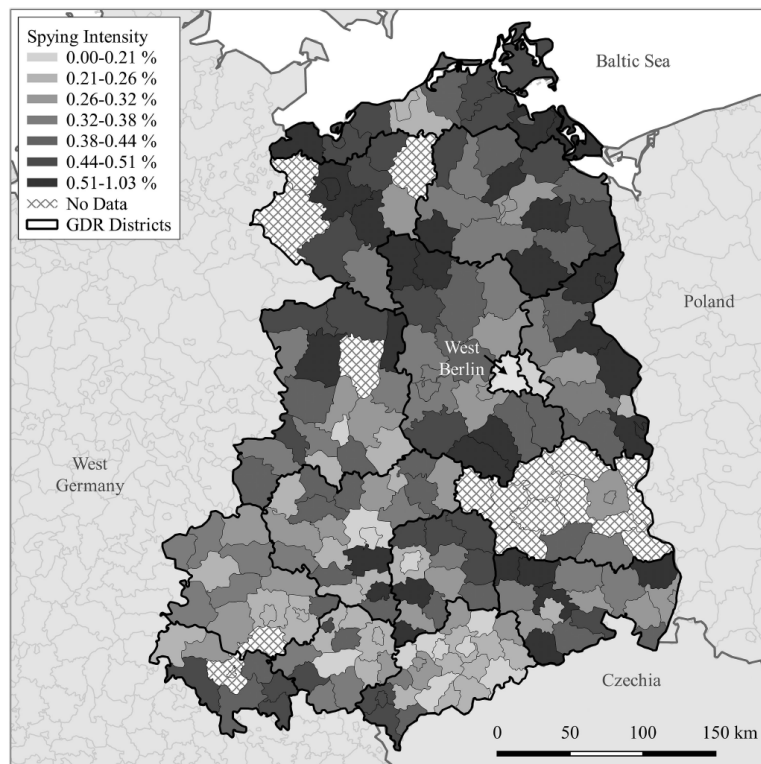 Spying Intensity
0.00-0.21 %
0.21-0.26 %
0.26-0.32 %
0.32-0.38 %
0.38-0.44 %
0.44-0.51 %
0.51-1.03 %
No Data
GDR Districts
Baltic Sea
Poland
West
Berlin
West
Germany
Czechia
0 50 100 150 km